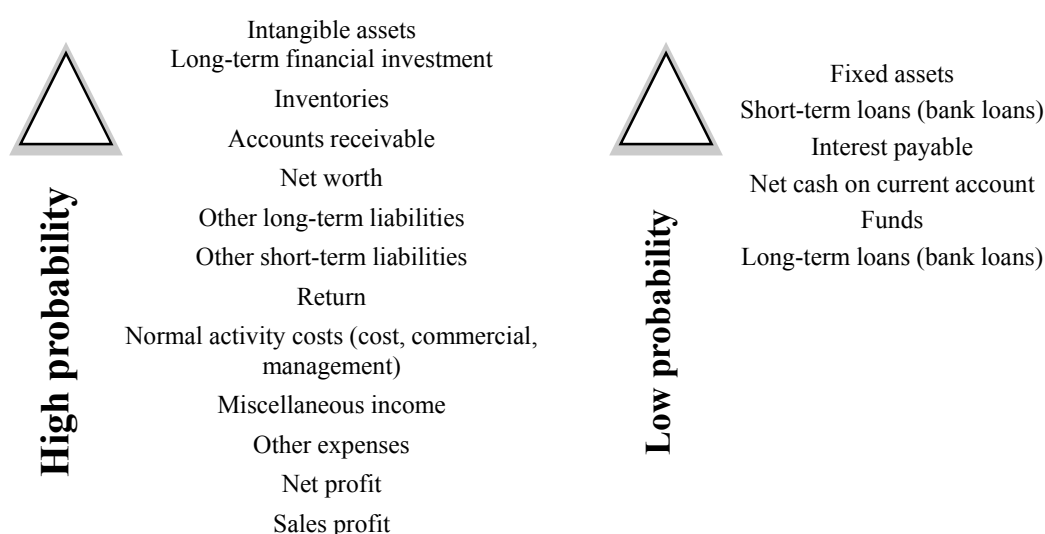 High probability
Intangible assets
Long-term financial investment
Inventories
Accounts receivable
Net worth
Other long-term liabilities
Other short-term liabilities
Return
Normal activity costs (cost, commercial,
management)
Miscellaneous income
Other expenses
Net profit
Sales profit
Low probability
Fixed assets
Short-term loans (bank loans)
Interest payable
Net cash on current account
Funds
Long-term loans (bank loans)